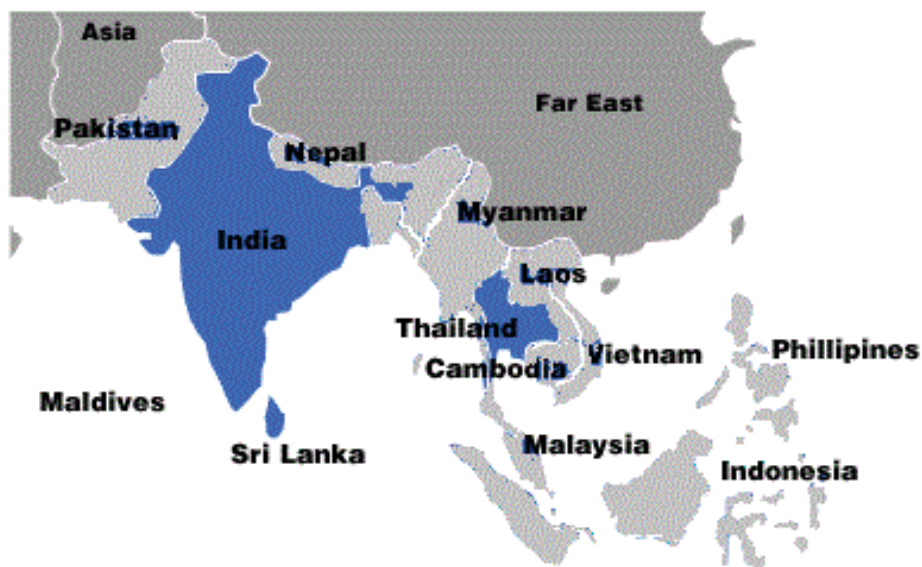 Asia
Far East
Pakistan
Nepal
Myanmar
India
Laos
Thailand
Vietnam
Phillipines
Cambodia
Maldives
Sri Lanka
Malaysia
Indonesia